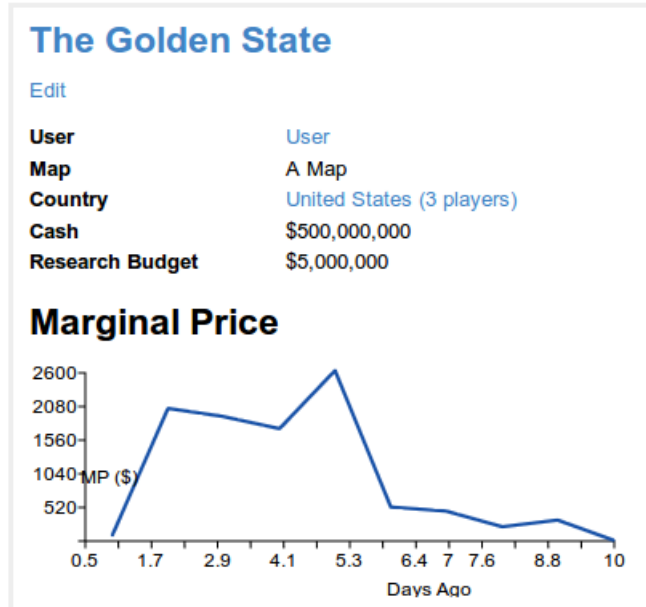 The Golden State
Edit
User User
Map A Map
Country United States (3 players)
Cash $500,000,000
Research Budget $5,000,000
Marginal Price
2600
2080
1560
1040
MP ($)
520
0.5 1.7 2.9 4.1 5.3 6.4 7 7.6 8.8 10
Days Ago